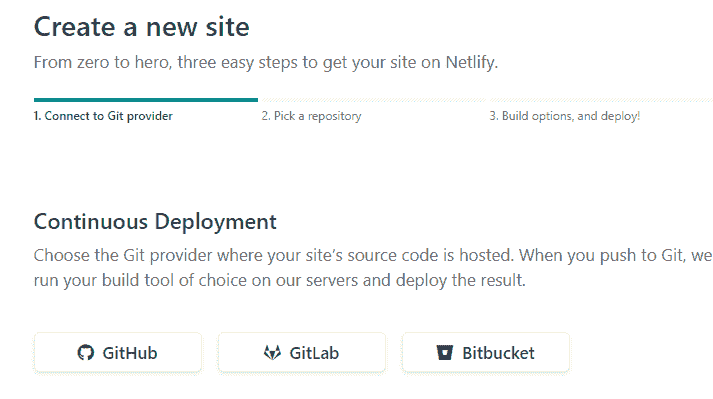 Create a new site
From zero to hero, three easy steps to get your site on Netlify.
1. Connect to Git provider
2. Pick a repository
3. Build options, and deploy!
Continuous Deployment
Choose the Git provider where your site’s source code is hosted. When you push to Git, we
run your build tool of choice on our servers and deploy the result.
GitHub
GitLab
Bitbucket